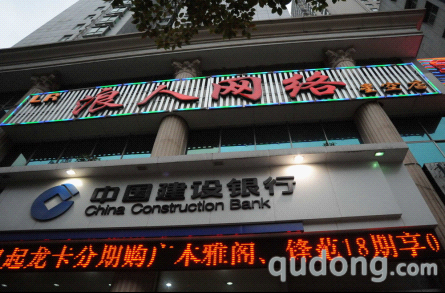 LR 浪人网络
中国建设银行
China Construction Bank
起龙卡分期购广本雅阁、锋范18期享0
qudong.com